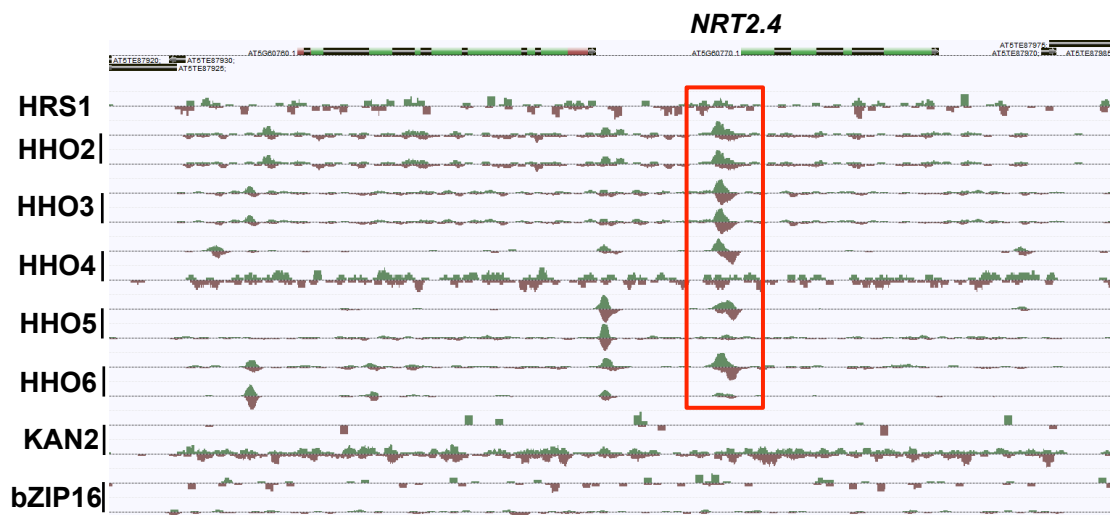 NRT2.4
AT5G60760.1
AT5G60770.1
AT5TE87975;
AT5TE87920;
AT5TE87930;
AT5TE87970;
AT5TE87985
AT5TE87925;
HRS1
HHO2
HHO3
HHO4
HHO5
HHO6
KAN2
bZIP16